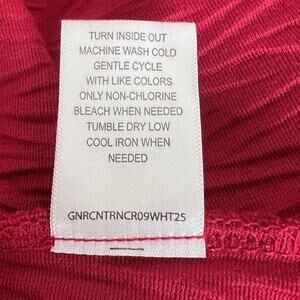 TURN INSIDE OUT
MACHINE WASH COLD
GENTLE CYCLE
WITH LIKE COLORS
ONLY NON-CHLORINE
BLEACH WHEN NEEDED
TUMBLE DRY LOW
COOL IRON WHEN
NEEDED
GNRCNTRNCR09WHT25